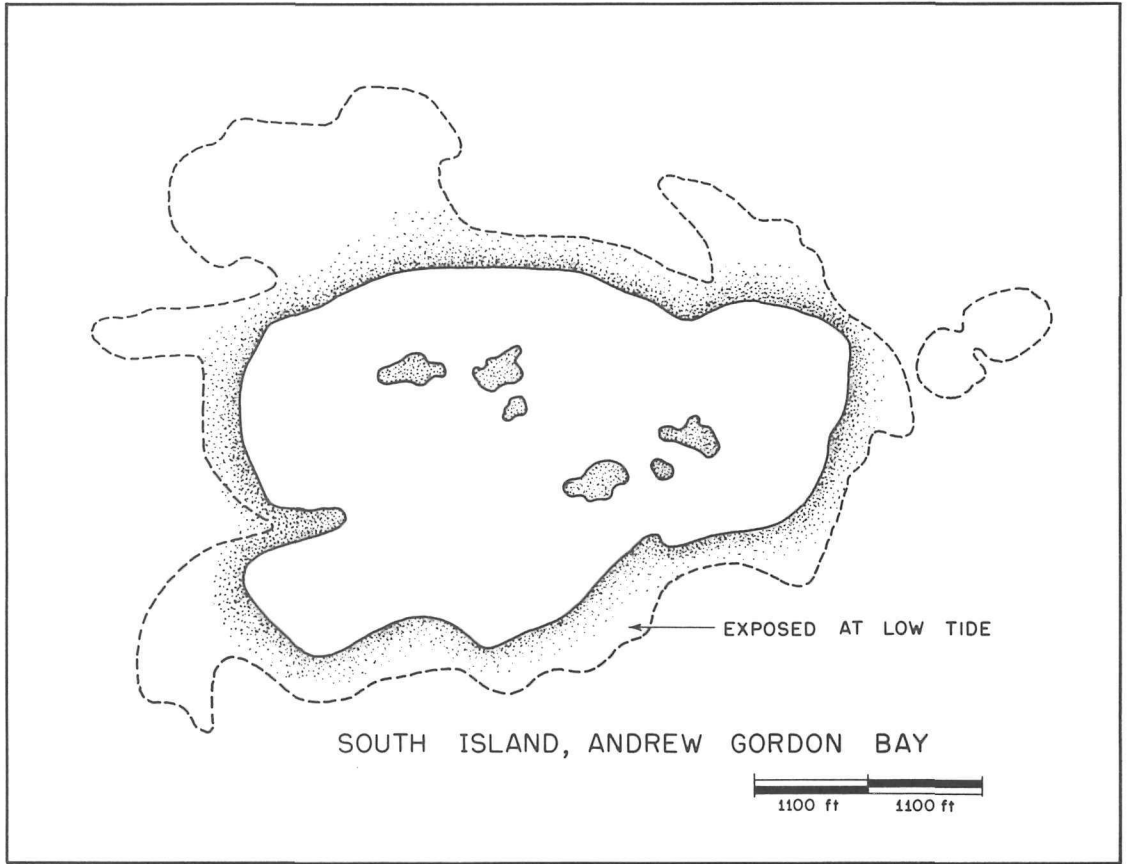 EXPOSED AT LOW TIDE
SOUTH ISLAND, ANDREW GORDON BAY
1100 ft 1100 ft